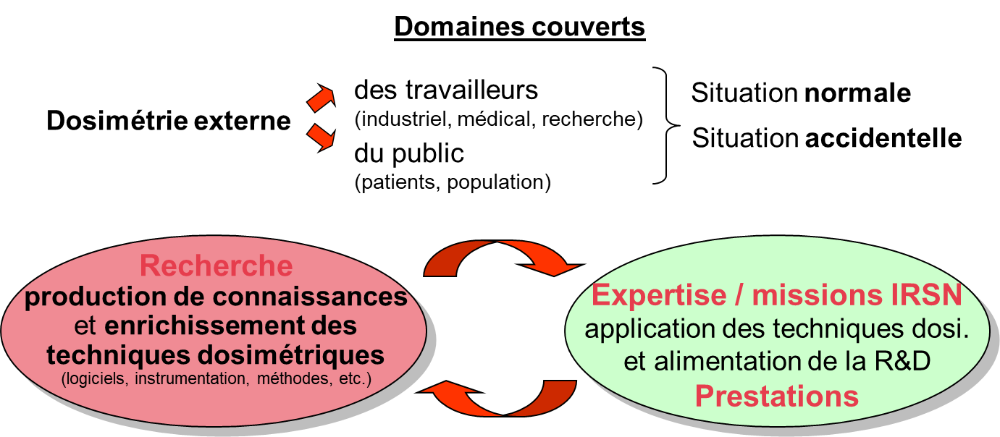 Domaines couverts
Dosimétrie externe
des travailleurs
(industriel, médical, recherche)
du public
(patients, population)
Situation normale
Situation accidentelle
Recherche
production de connaissances
et enrichissement des
techniques dosimétriques
(logiciels, instrumentation, méthodes, etc.)
Expertise / missions IRSN
application des techniques dosi.
et alimentation de la R&D
Prestations